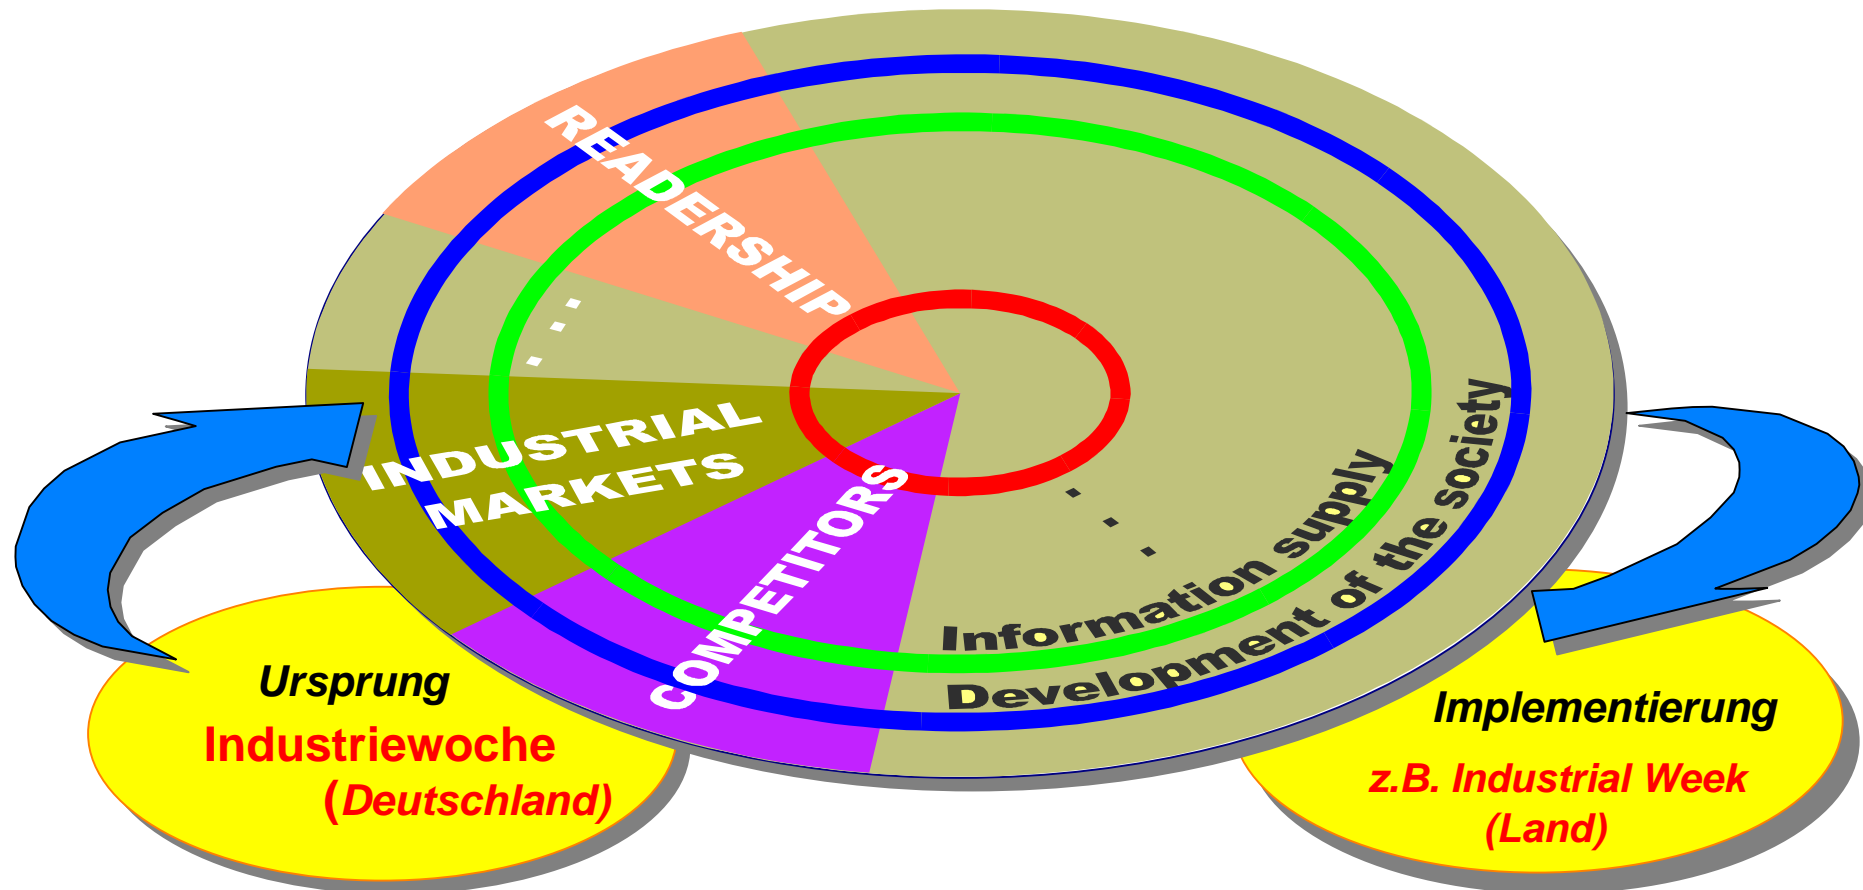 READERSHIP
. . .
INDUSTRIAL
MARKETS
COMPETITORS
. . .
Information supply
Development of the society
Ursprung
Industriewoche
(Deutschland)
Implementierung
z.B. Industrial Week
(Land)